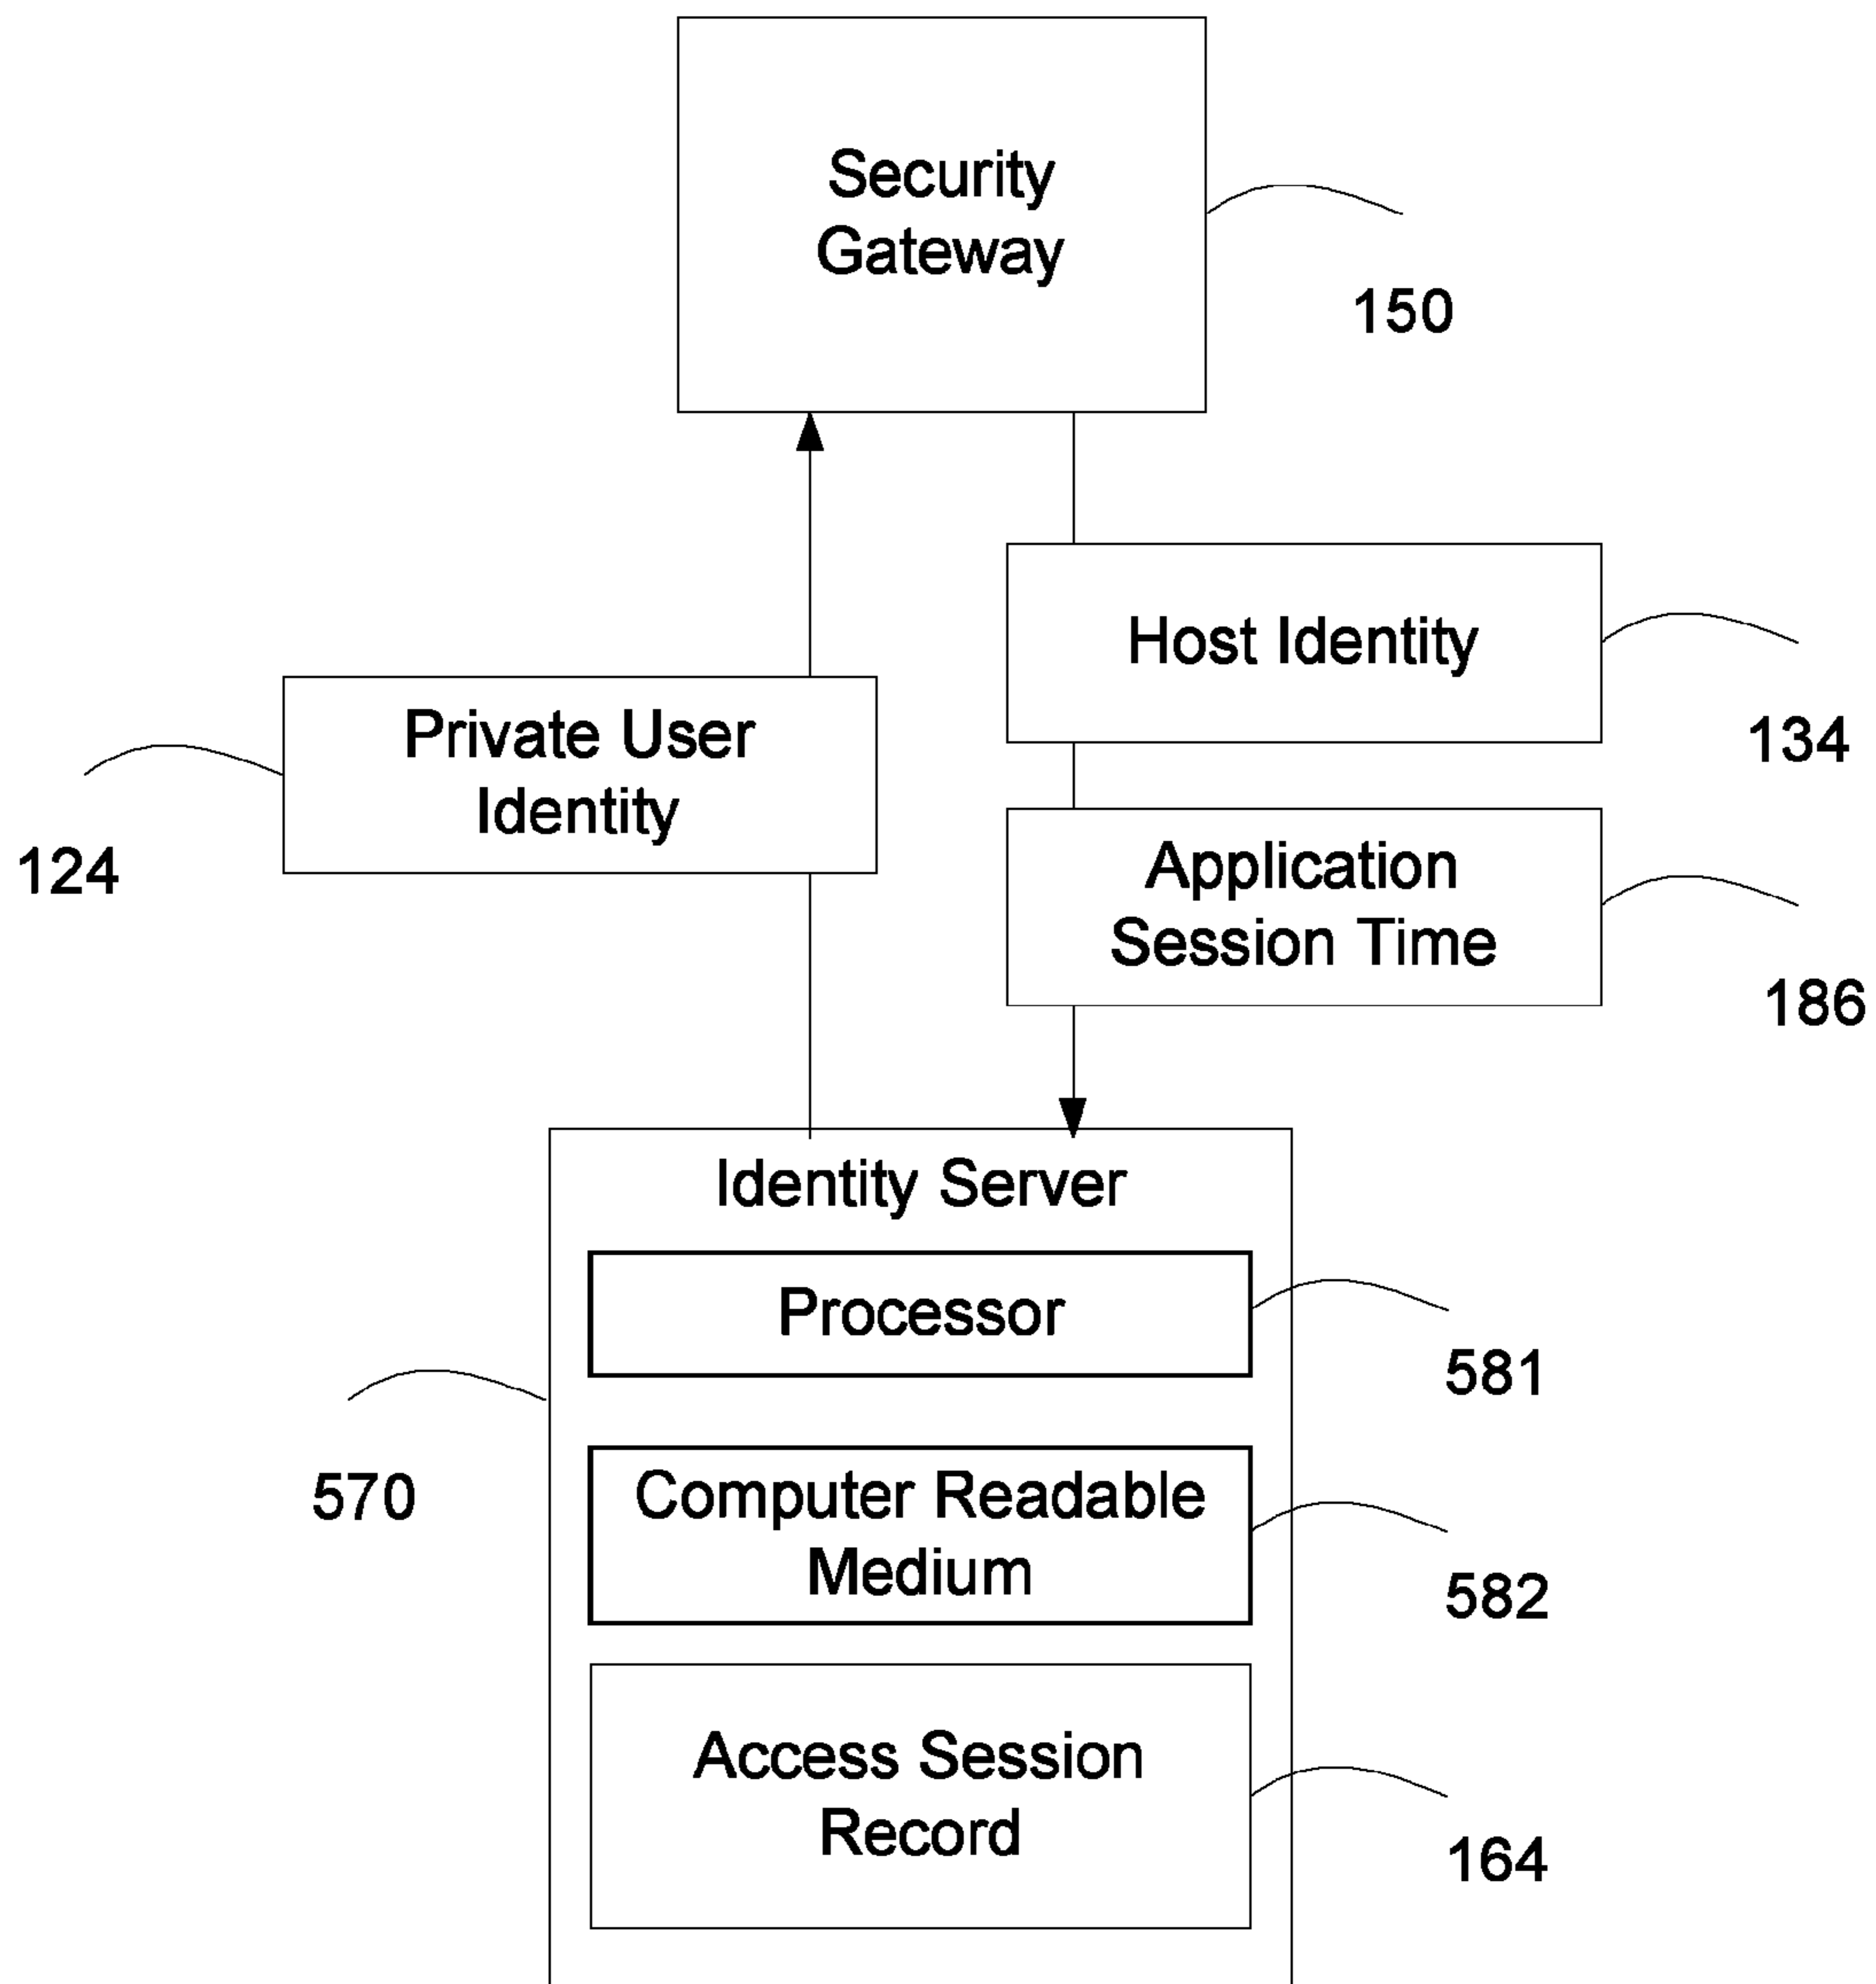 Security
Gateway
150
Host Identity
134
Private User
Identity
124
Application
Session Time
186
Identity Server
Processor
581
570
Computer Readable
Medium
582
Access Session
Record
164